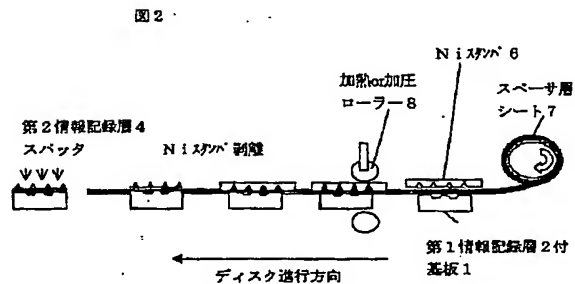 図2
Niｽﾀﾝﾊﾟ6
加熱or加圧
ローラー8
スペーサ層
シート7
第2情報記録層4
スパッタ
Niｽﾀﾝﾊﾟ剥離
第1情報記録層2付
基板1
ディスク進行方向